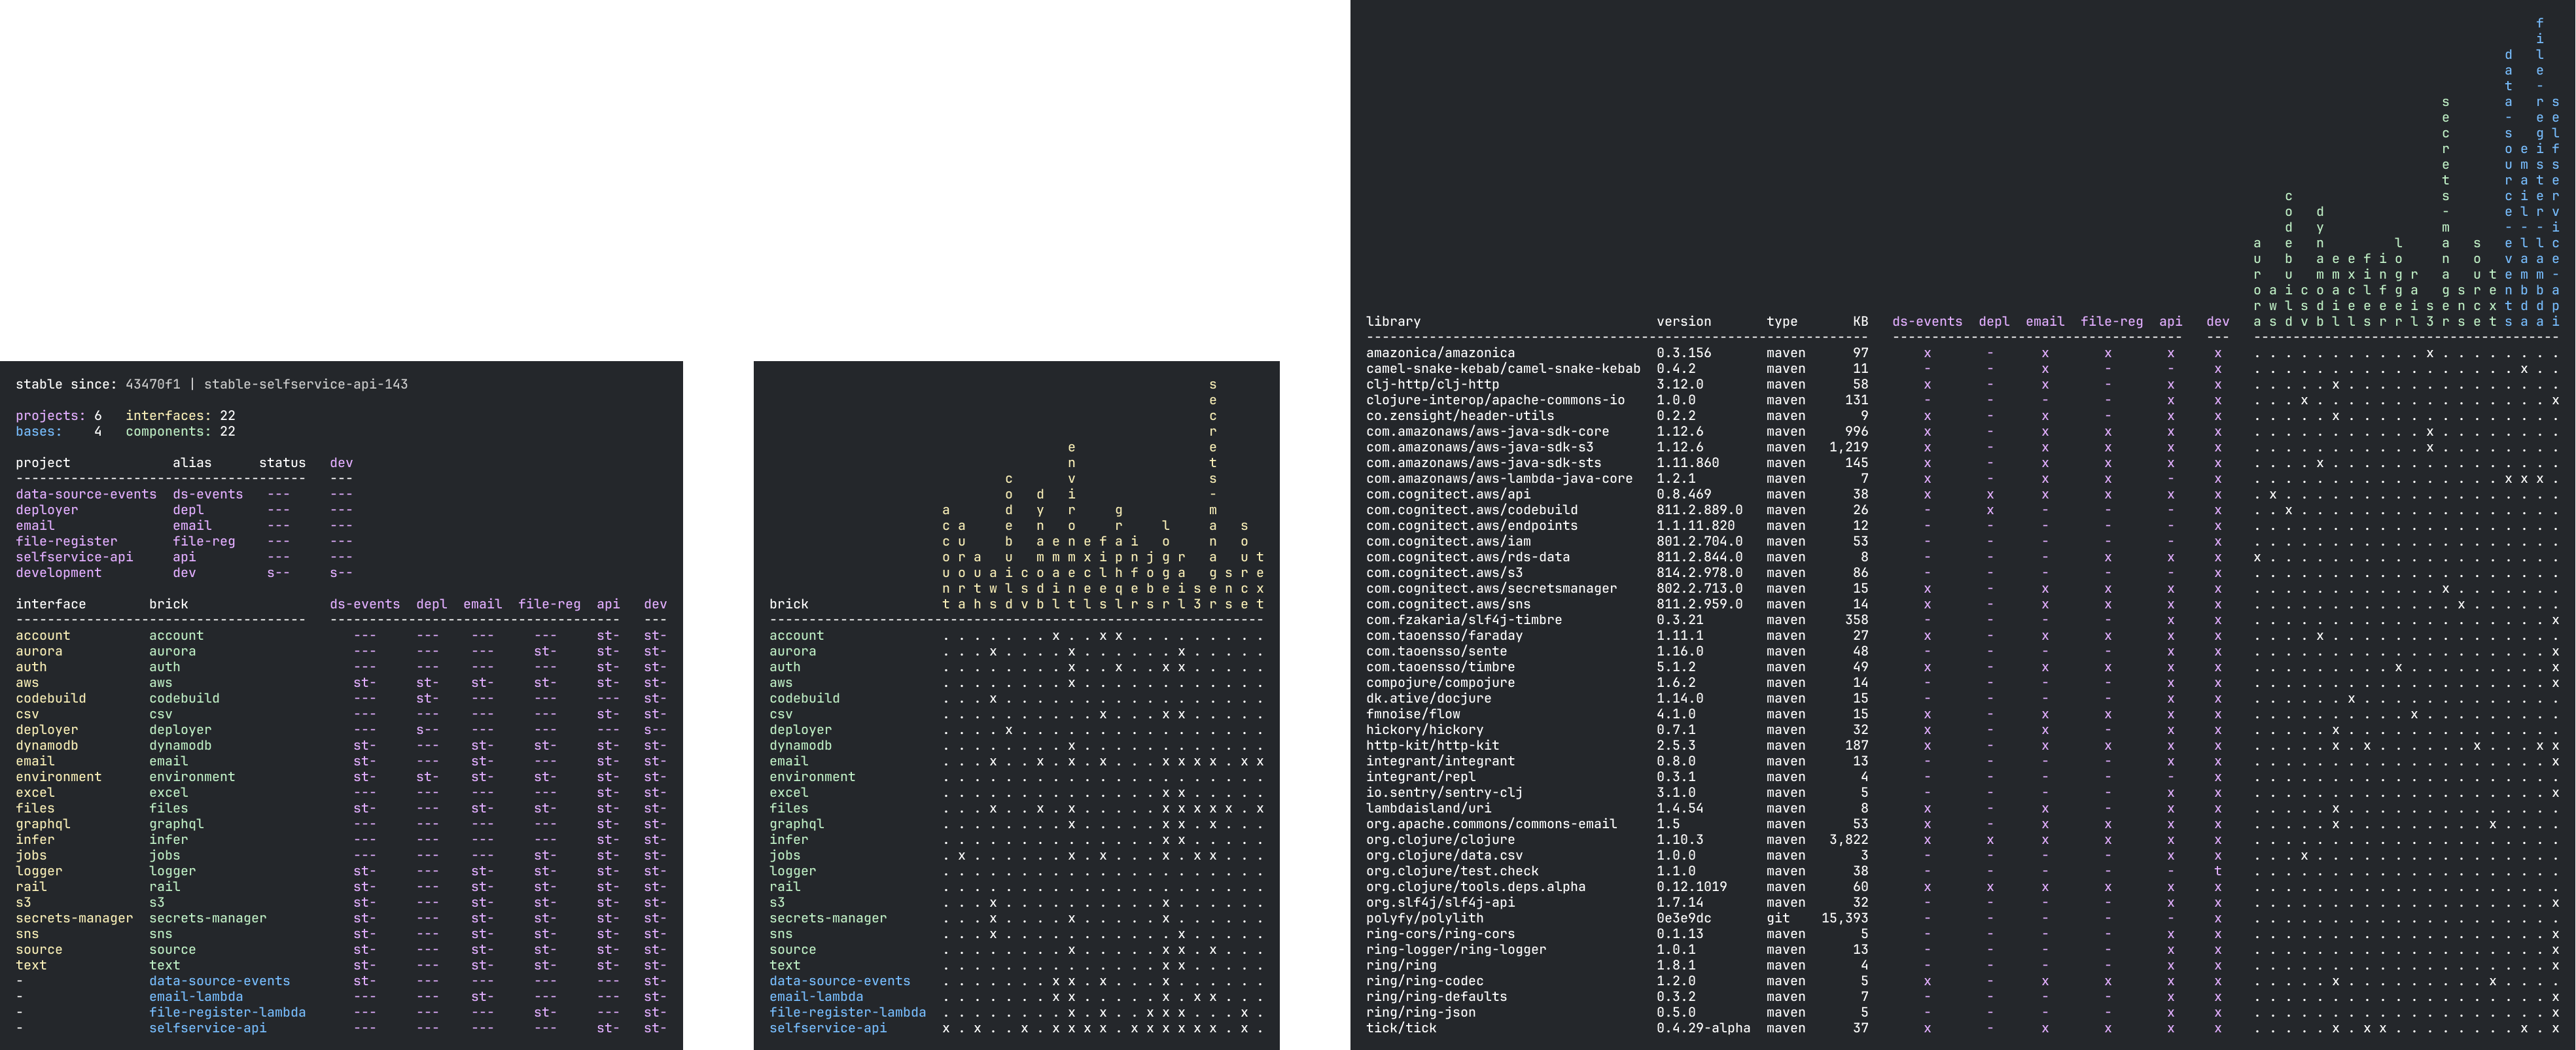 stable since: 43470f1 | stable-selfservice-api-143
projects: 6 interfaces: 22
bases: 4 components: 22
project alias status dev
---------------------------------- ---
data-source-events ds-events --- ---
deployer depl --- ---
email email --- ---
file-register file-reg --- ---
selfservice-api api --- ---
development dev s-- s--
interface brick ds-events depl email file-reg api dev
account account --- --- --- --- st- st-
aurora aurora --- --- --- st- st- st-
auth auth --- --- --- --- st- st-
aws aws st- st- st- st- st- st-
codebuild codebuild --- st- --- --- --- st-
csv csv --- --- --- --- st- st-
deployer deployer --- s-- --- --- --- s--
dynamodb dynamodb st- --- st- st- st- st-
email email st- --- st- st- st- st-
environment environment st- st- st- st- st- st-
excel excel --- --- --- --- st- st-
files files st- --- st- st- st- st-
graphql graphql --- --- --- --- st- st-
infer infer --- --- --- --- st- st-
jobs jobs --- --- --- st- st- st-
logger logger st- --- st- st- st- st-
rail rail st- --- st- st- st- st-
s3 s3 st- --- st- st- st- st-
secrets-manager secrets-manager st- --- st- st- st- st-
sns sns st- --- st- st- st- st-
source source st- --- st- st- st- st-
text text st- --- st- st- st- st-
- data-source-events st- --- --- --- --- st-
- email-lambda --- --- st- --- --- st-
- file-register-lambda --- --- --- st- --- st-
- selfservice-api --- --- --- --- st- st-
brick account aurora auth aws codebuild csv dynamodb email environment excel files graphql infer jobs logger rail s3 secrets-manager sns source text
account . . . . . . . x . . x x . . . . . . . . .
aurora . . . x . . . . x . . . . . . x . . . . .
auth . . . . . . . . x . . x . . x x . . . . .
aws . . . . . . . . x . . . . . . . . . . . .
codebuild . . . x . . . . . . . . . . . . . . . . .
csv . . . . . . . . . . x . . . x x . . . . .
deployer . . . . x . . . . . . . . . . . . . . . .
dynamodb . . . . . . . . x . . . . . . . . . . . .
email . . . x . . x . x . x . . . x x x x . x x
environment . . . . . . . . . . . . . . . . . . . . .
excel . . . . . . . . . . . . . . x x . . . . .
files . . . x . . x . x . . . . . x x x x x . x
graphql . . . . . . . . x . . . . . x x . x . . .
infer . . . . . . . . . . . . . . x x . . . . .
jobs . x . . . . . . x . x . . . x . x x . . .
logger . . . . . . . . . . . . . . . . . . . . .
rail . . . . . . . . . . . . . . . . . . . . .
s3 . . . x . . . . . . . . . . x . . . . . .
secrets-manager . . . x . . . . x . . . . . x . . . . . .
sns . . . x . . . . . . . . . . . x . . . . .
source . . . . . . . . x . . . . . x x . x . . .
text . . . . . . . . . . . . . . x x . . . . .
data-source-events . . . . . . . x x . x . . . x . . . . . .
email-lambda . . . . . . . x x . . . . . x . x x . . .
file-register-lambda . . . . . . . . x . x . . x x x . . . x .
selfservice-api x . x . . x . x x x x . x x x x x x . x .
library version type KB ds-events depl email file-reg api dev aurora aws codebuild csv dynamodb email excel files infer logger rail s3 secrets-manager sns source text data-source-events email-lambda file-register-lambda selfservice-api
amazonica/amazonica 0.3.156 maven 97 x - x x x x . . . . . . . . . . . x . . . . . . . .
camel-snake-kebab/camel-snake-kebab 0.4.2 maven 11 - - x - - x . . . . . . . . . . . . . . . . . x . .
clj-http/clj-http 3.12.0 maven 58 x - x - x x . . . . . x . . . . . . . . . . . . . .
clojure-interop/apache-commons-io 1.0.0 maven 131 - - - - x x . . . x . . . . . . . . . . . . . . . x
co.zensight/header-utils 0.2.2 maven 9 x - x - x x . . . . . x . . . . . . . . . . . . . .
com.amazonaws/aws-java-sdk-core 1.12.6 maven 996 x - x x x x . . . . . . . . . . . x . . . . . . . .
com.amazonaws/aws-java-sdk-s3 1.12.6 maven 1,219 x - x x x x . . . . . . . . . . . x . . . . . . . .
com.amazonaws/aws-java-sdk-sts 1.11.860 maven 145 x - x x x x . . . . x . . . . . . . . . . . . . . .
com.amazonaws/aws-lambda-java-core 1.2.1 maven 7 x - x x - x . . . . . . . . . . . . . . . . x x x .
com.cognitect.aws/api 0.8.469 maven 38 x x x x x x . x . . . . . . . . . . . . . . . . . .
com.cognitect.aws/codebuild 811.2.889.0 maven 26 - x - - - x . . x . . . . . . . . . . . . . . . . .
com.cognitect.aws/endpoints 1.1.11.820 maven 12 - - - - - x . . . . . . . . . . . . . . . . . . . .
com.cognitect.aws/iam 801.2.704.0 maven 53 - - - - - x . . . . . . . . . . . . . . . . . . . .
com.cognitect.aws/rds-data 811.2.844.0 maven 8 - - - x x x x . . . . . . . . . . . . . . . . . . .
com.cognitect.aws/s3 814.2.978.0 maven 86 - - - - - x . . . . . . . . . . . . . . . . . . . .
com.cognitect.aws/secretsmanager 802.2.713.0 maven 15 x - x x x x . . . . . . . . . . . . x . . . . . . .
com.cognitect.aws/sns 811.2.959.0 maven 14 x - x x x x . . . . . . . . . . . . . x . . . . . .
com.fzakaria/slf4j-timbre 0.3.21 maven 358 - - - - x x . . . . . . . . . . . . . . . . . . . x
com.taoensso/faraday 1.11.1 maven 27 x - x x x x . . . . x . . . . . . . . . . . . . . .
com.taoensso/sente 1.16.0 maven 48 - - - - x x . . . . . . . . . . . . . . . . . . . x
com.taoensso/timbre 5.1.2 maven 49 x - x x x x . . . . . . . . . x . . . . . . . . . x
compojure/compojure 1.6.2 maven 14 - - - - x x . . . . . . . . . . . . . . . . . . . x
dk.ative/docjure 1.14.0 maven 15 - - - - x x . . . . . . x . . . . . . . . . . . . .
fmnoise/flow 4.1.0 maven 15 x - x x x x . . . . . . . . . . x . . . . . . . . .
hickory/hickory 0.7.1 maven 32 x - x - x x . . . . . x . . . . . . . . . . . . . .
http-kit/http-kit 2.5.3 maven 187 x - x x x x . . . . . x . x . . . . . . x . . . x x
integrant/integrant 0.8.0 maven 13 - - - - x x . . . . . . . . . . . . . . . . . . . x
integrant/repl 0.3.1 maven 4 - - - - - x . . . . . . . . . . . . . . . . . . . .
io.sentry/sentry-clj 3.1.0 maven 5 - - - - x x . . . . . . . . . . . . . . . . . . . x
lambdaisland/uri 1.4.54 maven 8 x - x - x x . . . . . x . . . . . . . . . . . . . .
org.apache.commons/commons-email 1.5 maven 53 x - x x x x . . . . . x . . . . . . . . . x . . . .
org.clojure/clojure 1.10.3 maven 3,822 x x x x x x . . . . . . . . . . . . . . . . . . . .
org.clojure/data.csv 1.0.0 maven 3 - - - - x x . . . x . . . . . . . . . . . . . . . .
org.clojure/test.check 1.1.0 maven 38 - - - - - t . . . . . . . . . . . . . . . . . . . .
org.clojure/tools.deps.alpha 0.12.1019 maven 60 x x x x x x . . . . . . . . . . . . . . . . . . . .
org.slf4j/slf4j-api 1.7.14 maven 32 - - - - x x . . . . . . . . . . . . . . . . . . . x
polyfy/polylith 0e3e9dc git 15,393 - - - - - x . . . . . . . . . . . . . . . . . . . .
ring-cors/ring-cors 0.1.13 maven 5 - - - - x x . . . . . . . . . . . . . . . . . . . x
ring-logger/ring-logger 1.0.1 maven 13 - - - - x x . . . . . . . . . . . . . . . . . . . x
ring/ring 1.8.1 maven 4 - - - - x x . . . . . . . . . . . . . . . . . . . x
ring/ring-codec 1.2.0 maven 5 x - x x x x . . . . . x . . . . . . . . . x . . . .
ring/ring-defaults 0.3.2 maven 7 - - - - x x . . . . . . . . . . . . . . . . . . . x
ring/ring-json 0.5.0 maven 5 - - - - x x . . . . . . . . . . . . . . . . . . . x
tick/tick 0.4.29-alpha maven 37 x - x x x x . . . . . x . x x . . . . . . . . x . x